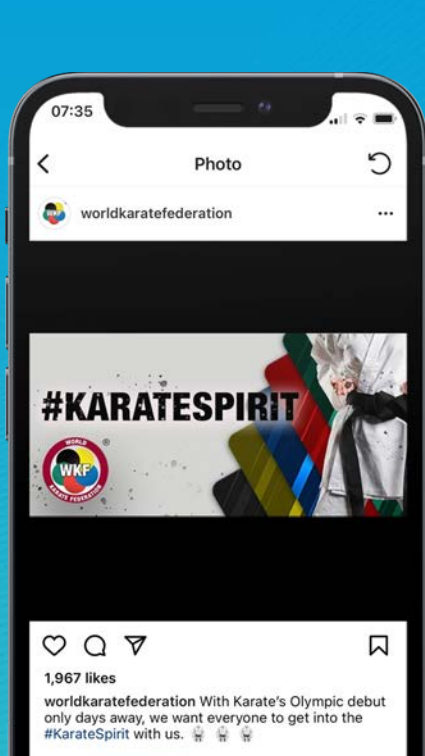 07:35
Photo
worldkaratefederation
#KARATESPIRIT
WORLD
WKF
KARATE FEDERATION
®
1,967 likes
worldkaratefederation With Karate's Olympic debut
only days away, we want everyone to get into the
#KarateSpirit with us. 🥋 🥋 🥋